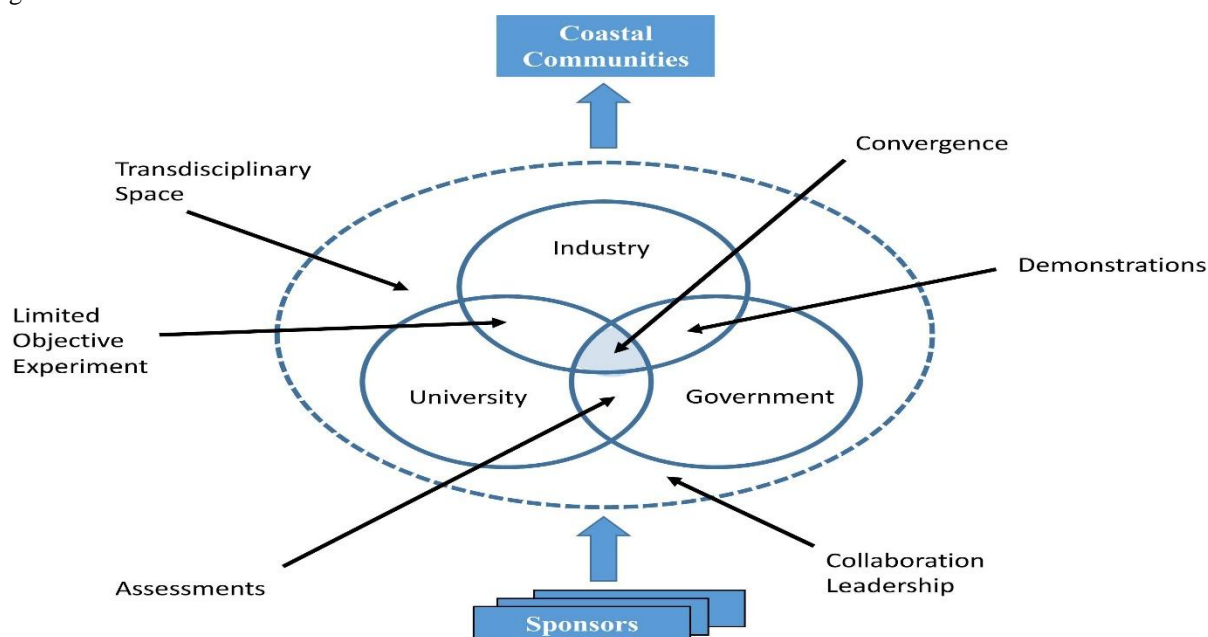 Coastal
Communities
Convergence
Transdisciplinary
Space
Industry
Demonstrations
Limited
Objective
Experiment
University
Government
Assessments
Collaboration
Leadership
Sponsors